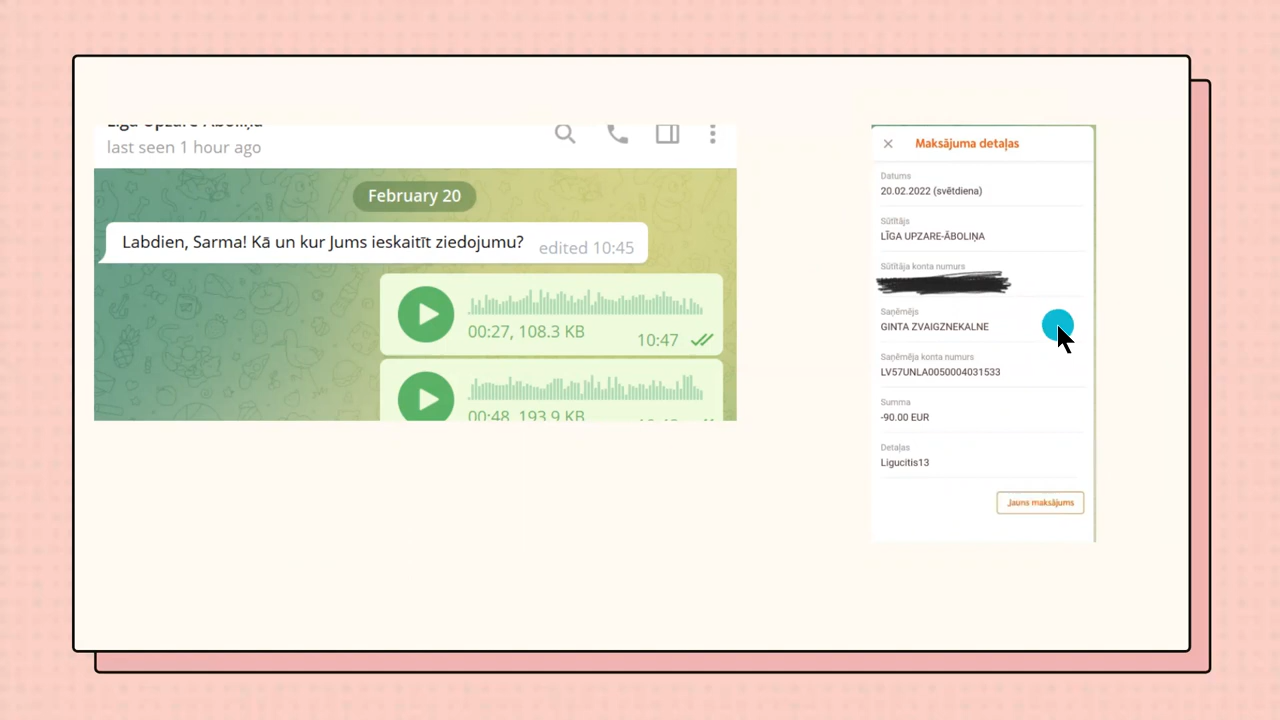 last seen 1 hour ago
February 20
Labdien, Sarma! Kā un kur Jums ieskaitīt ziedojumu?
edited 10:45
00:27, 108.3 KB
10:47
00:48, 193.9 KB
Maksājuma detaļas
Datums
20.02.2022 (svētdiena)
Sūtītājs
LĪGA UPZARE-ĀBOLIŅA
Sūtītāja konta numurs
Saņēmējs
GINTA ZVAIGZNEKALNE
Saņēmēja konta numurs
LV57UNLA0050004031533
Summa
-90.00 EUR
Detaļas
Ligucitis13
Jauns maksājums